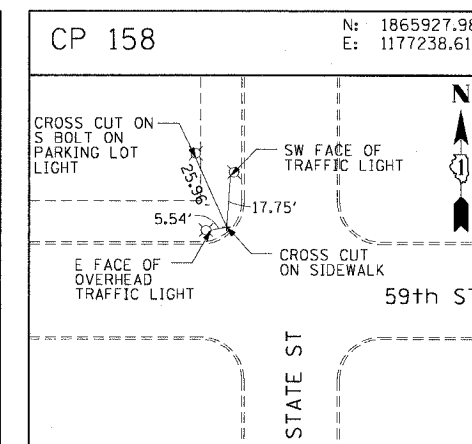 CP 158
N: 1865927.98
E: 1177238.61
N
1
CROSS CUT ON
S BOLT ON
PARKING LOT
LIGHT
SW FACE OF
TRAFFIC LIGHT
25.96'
17.75'
5.54'
E FACE OF
OVERHEAD
TRAFFIC LIGHT
CROSS CUT
ON SIDEWALK
59th ST
STATE ST